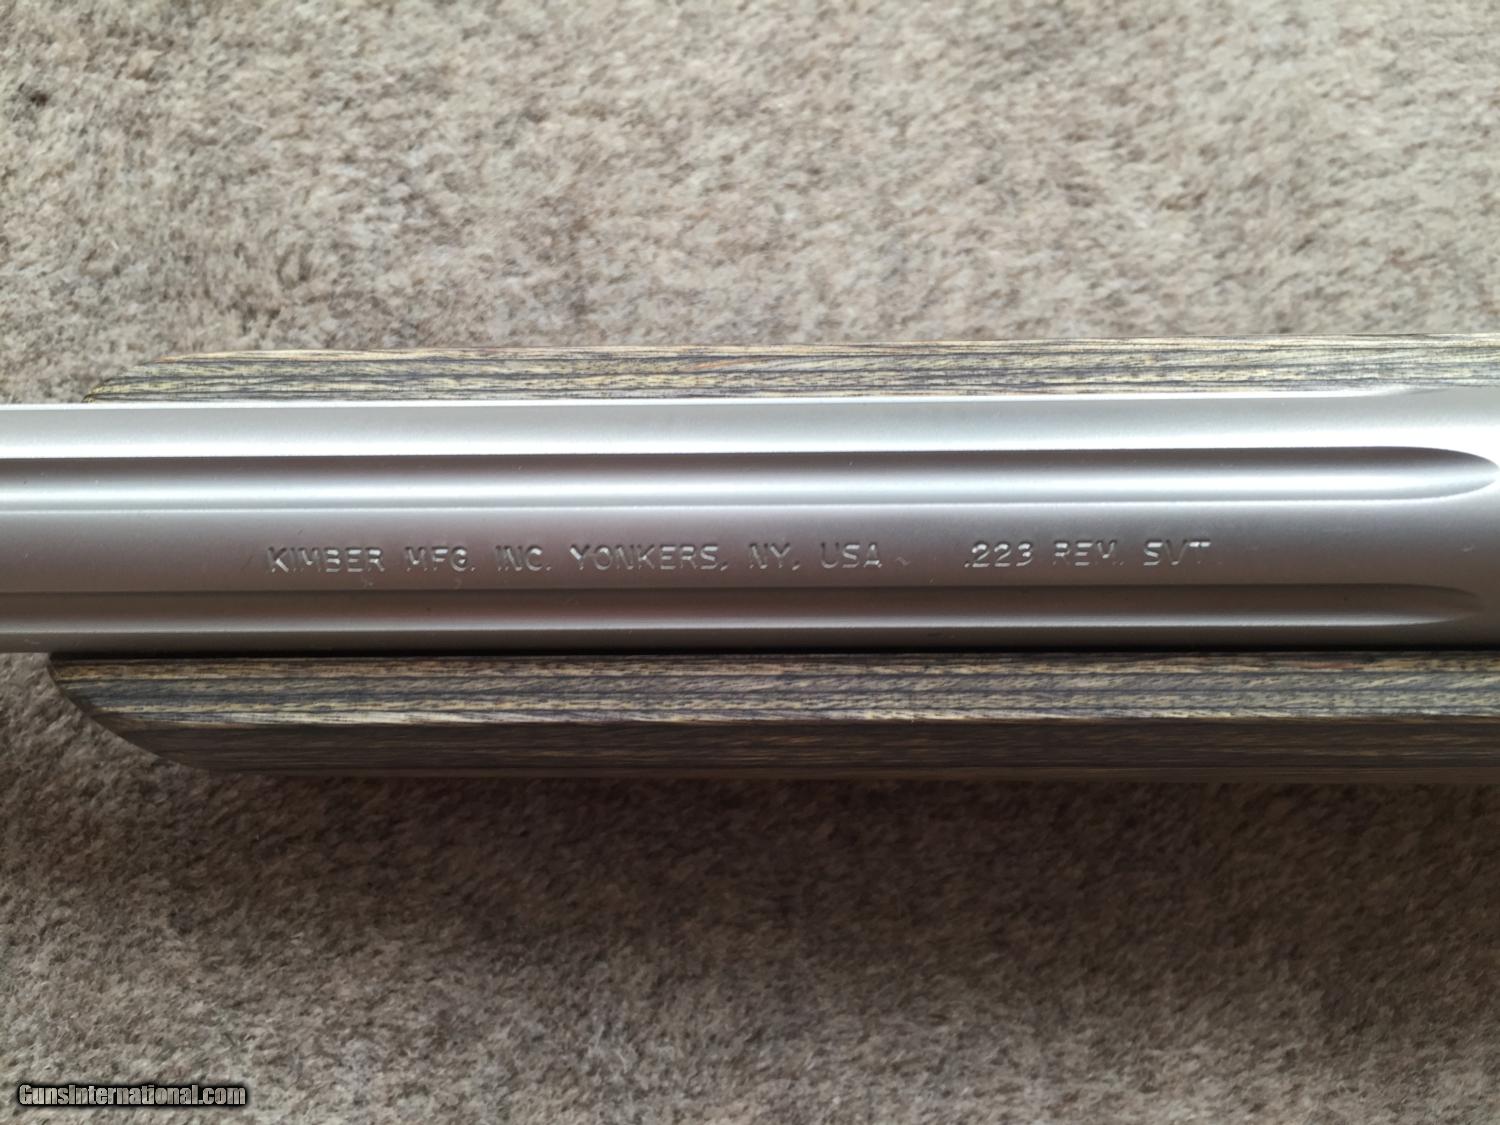 KIMBER MFG. INC. YONKERS, NY, USA .223 REM. SVT
GunsInternational.com